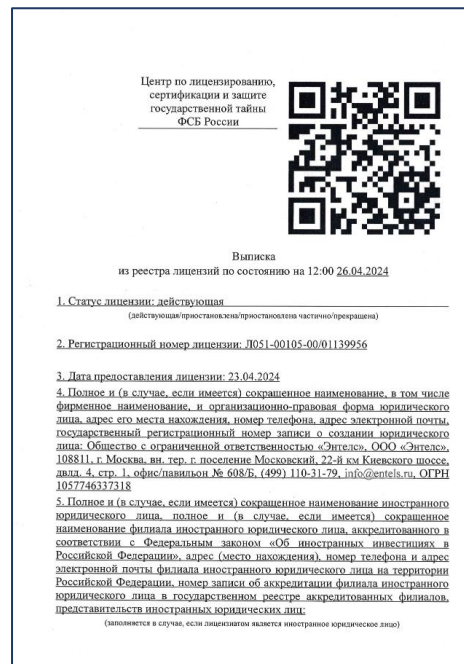 Центр по лицензированию,
сертификации и защите
государственной тайны
ФСБ России
Выписка
из реестра лицензий по состоянию на 12:00 26.04.2024
1. Статус лицензии: действующая
(действующая/приостановлена/приостановлена частично/прекращена)
2. Регистрационный номер лицензии: Л051-00105-00/01139956
3. Дата предоставления лицензии: 23.04.2024
4. Полное и (в случае, если имеется) сокращенное наименование, в том числе
фирменное наименование, и организационно-правовая форма юридического
лица, адрес его места нахождения, номер телефона, адрес электронной почты,
государственный регистрационный номер записи о создании юридического
лица: Общество с ограниченной ответственностью «Энтелс», ООО «Энтелс»,
108811, г. Москва, вн. тер. г. поселение Московский, 22-й км Киевского шоссе,
двлд. 4, стр. 1, офис/павильон № 608/Б, (499) 110-31-79, info@entels.ru, ОГРН
1057746337318
5. Полное и (в случае, если имеется) сокращенное наименование иностранного
юридического лица, полное и (в случае, если имеется) сокращенное
наименование филиала иностранного юридического лица, аккредитованного в
соответствии с Федеральным законом «Об иностранных инвестициях в
Российской Федерации», адрес (место нахождения), номер телефона и адрес
электронной почты филиала иностранного юридического лица на территории
Российской Федерации, номер записи об аккредитации филиала иностранного
юридического лица в государственном реестре аккредитованных филиалов,
представительств иностранных юридических лиц:
(заполняется в случае, если лицензиатом является иностранное юридическое лицо)